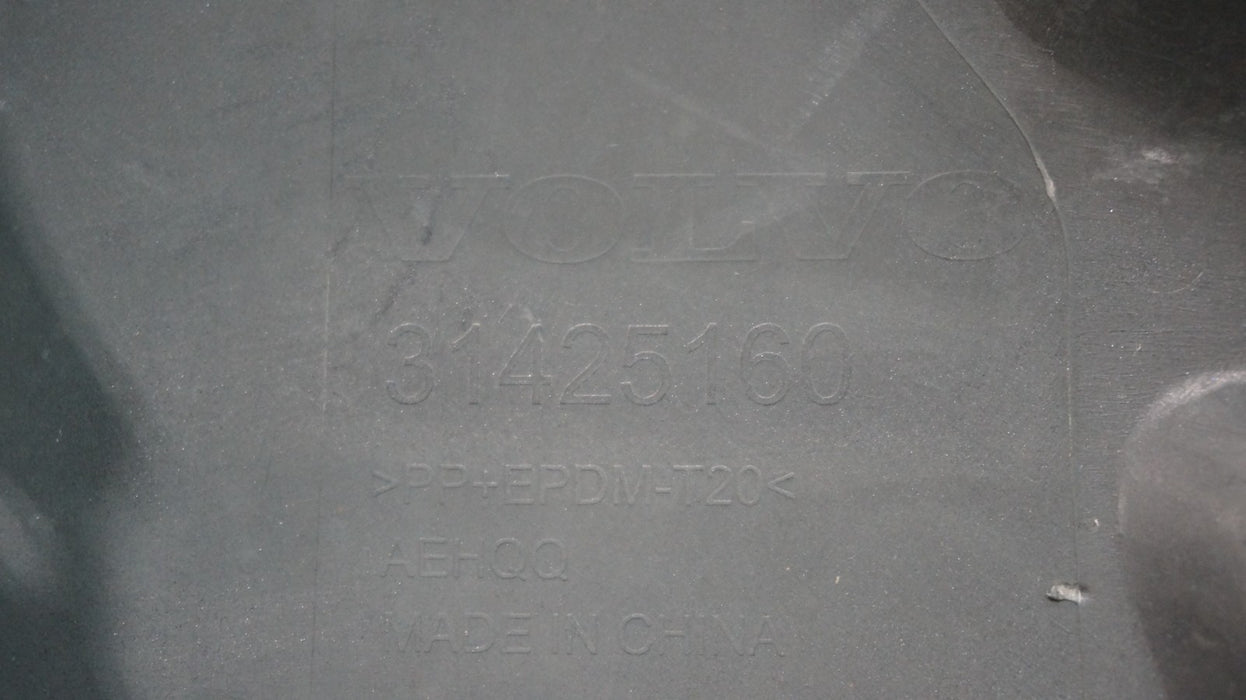 VOLVO
31425160
>PP+EPDM-T20<
AEHQQ
MADE IN CHINA